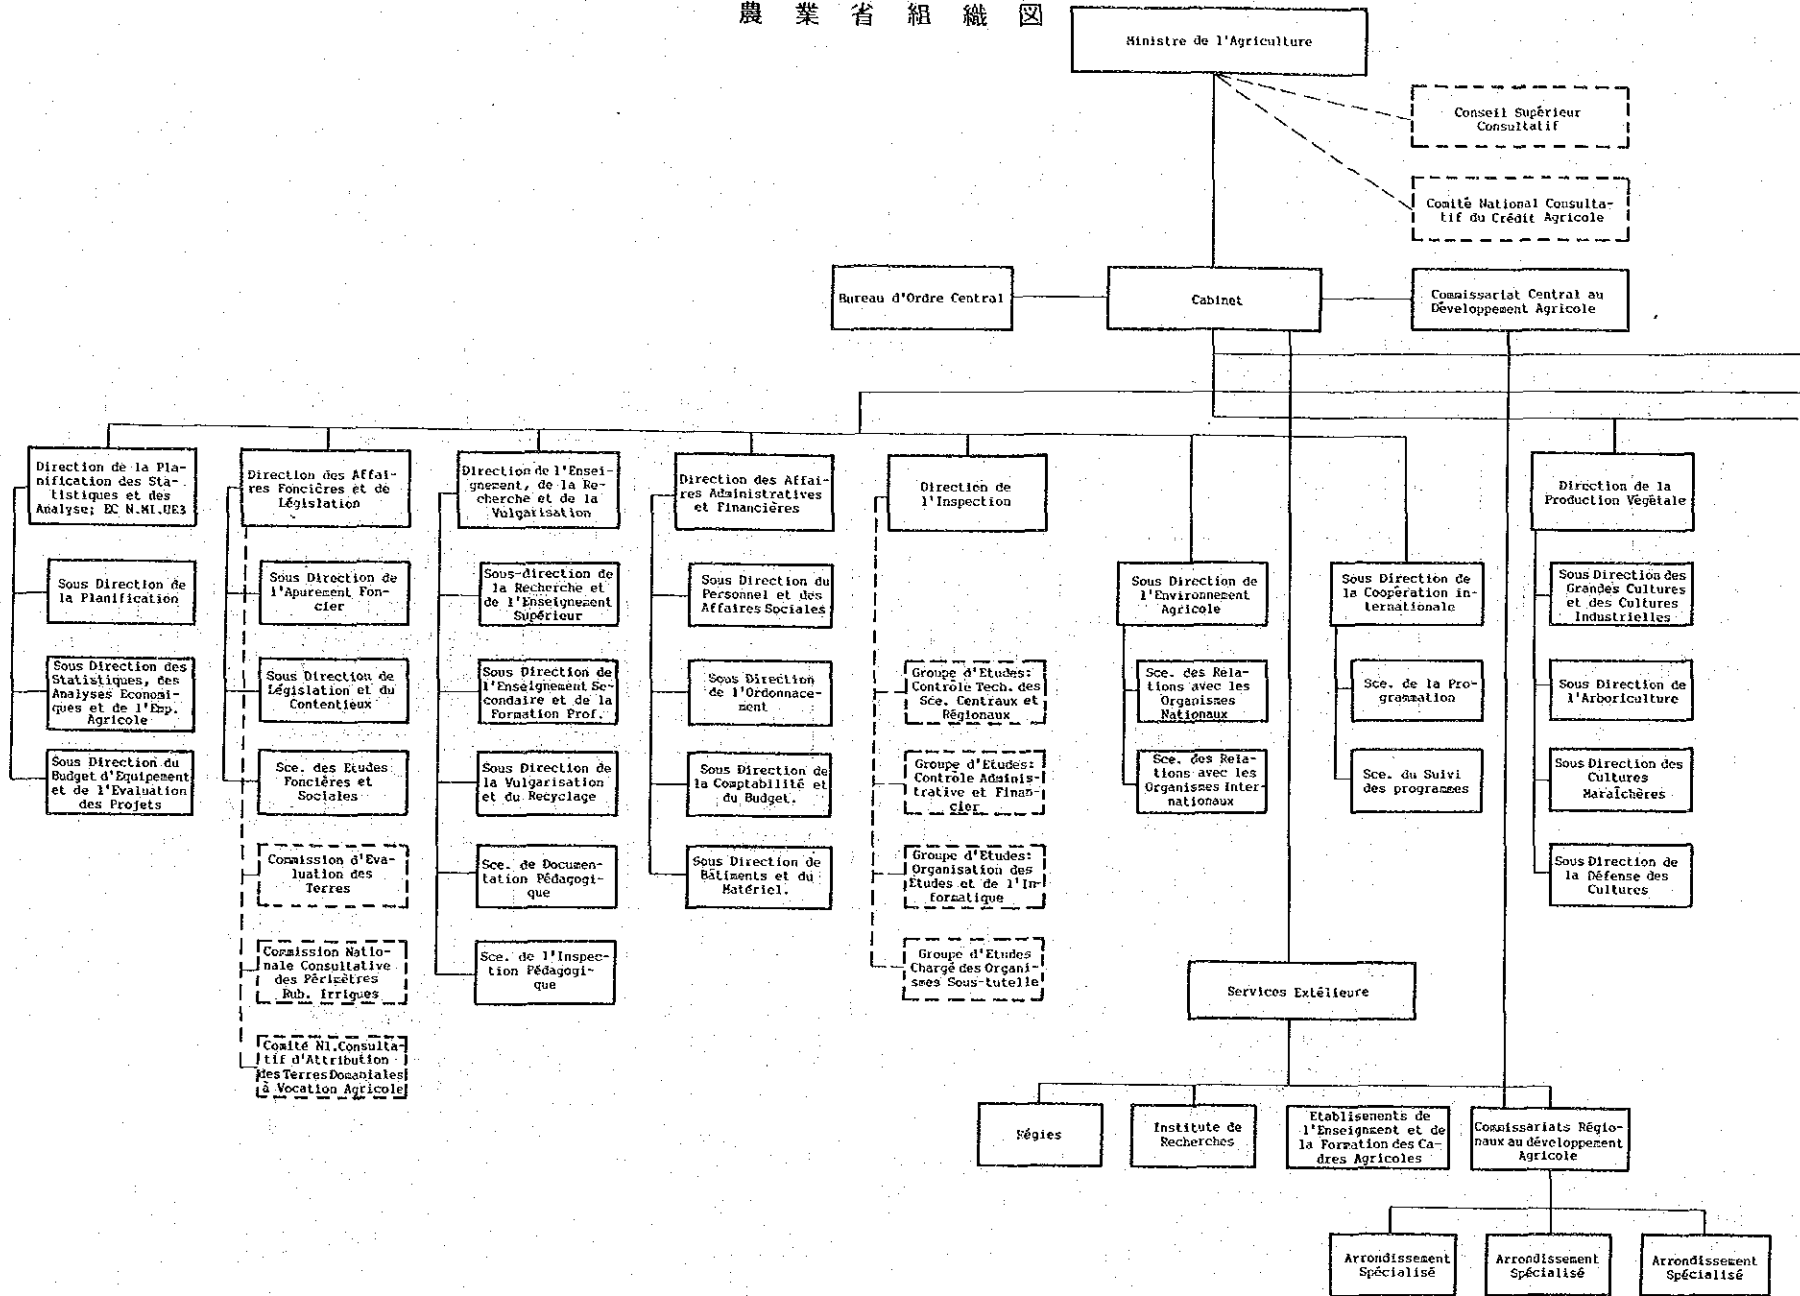 農業省組織図
Ministre de l'Agriculture
Conseil Supérieur
Consultatif
Comité National Consulta-
tif du Crédit Agricole
Bureau d'Ordre Central
Cabinet
Commissariat Central au
Développement Agricole
Direction de la Pla-
nification des Sta-
tistiques et des
Analyse; EC
Sous Direction de
la Planification
Sous Direction des
Statistiques, des
Analyses Economi-
ques et de l'Emp.
Agricole
Sous Direction du
Budget d'Equipement
et de l'Evaluation
des Projets
Direction des Affai-
res Foncières et de
Législation
Sous Direction de
l'Apurement Fon-
cier
Sous Direction de
Législation et du
Contentieux
Sce. des Etudes
Foncières et
Sociales
Commission d'Eva-
luation des
Terres
Commission Natio-
nale Consultative
des Périmètres
Rub. Irrigues
Comité Nl.Consulta-
tif d'Attribution
des Terres Domaniales
à Vocation Agricole
Direction de l'Ensei-
gnement, de la Re-
cherche et de la
Vulgarisation
Sous-direction de
la Recherche et
de l'Enseignement
Supérieur
Sous Direction de
l'Enseignement Se-
condaire et de la
Formation Prof.
Sous Direction de
la Vulgarisation
et du Recyclage
Sce. de Documen-
tation Pédagogi-
que
Sce. de l'Inspec-
tion Pédagogi-
que
Direction des Affai-
res Administratives
et Financières
Sous Direction du
Personnel et des
Affaires Sociales
Sous Direction
de l'Ordonnace-
ment
Sous Direction de
la Comptabilité et
du Budget.
Sous Direction de
Bâtiments et du
Matériel.
Direction de
l'Inspection
Groupe d'Etudes:
Contrôle Tech. des
Sce. Centraux et
Régionaux
Groupe d'Etudes:
Contrôle Adminis-
trative et Finan-
cier
Groupe d'Etudes:
Organisation des
Etudes et de l'In-
formatique
Groupe d'Etudes
Chargé des Organi-
smes Sous-tutelle
Sous Direction de
l'Environnement
Agricole
Sce. des Rela-
tions avec les
Organismes
Nationaux
Sce. des Rela-
tions avec les
Organismes Inter-
nationaux
Sous Direction de
la Coopération in-
ternationale
Sce. de la Pro-
grammation
Sce. du Suivi
des programmes
Direction de la
Production Végétale
Sous Direction des
Grandes Cultures
et des Cultures
Industrielles
Sous Direction de
l'Arboriculture
Sous Direction des
Cultures
Maraîchères
Sous Direction de
la Défense des
Cultures
Services Extélieure
Régies
Institute de
Recherches
Etablisements de
l'Enseignment et de
la Formation des Ca-
dres Agricoles
Commissariats Régio-
naux au développement
Agricole
Arrondissement
Spécialisé
Arrondissement
Spécialisé
Arrondissement
Spécialisé